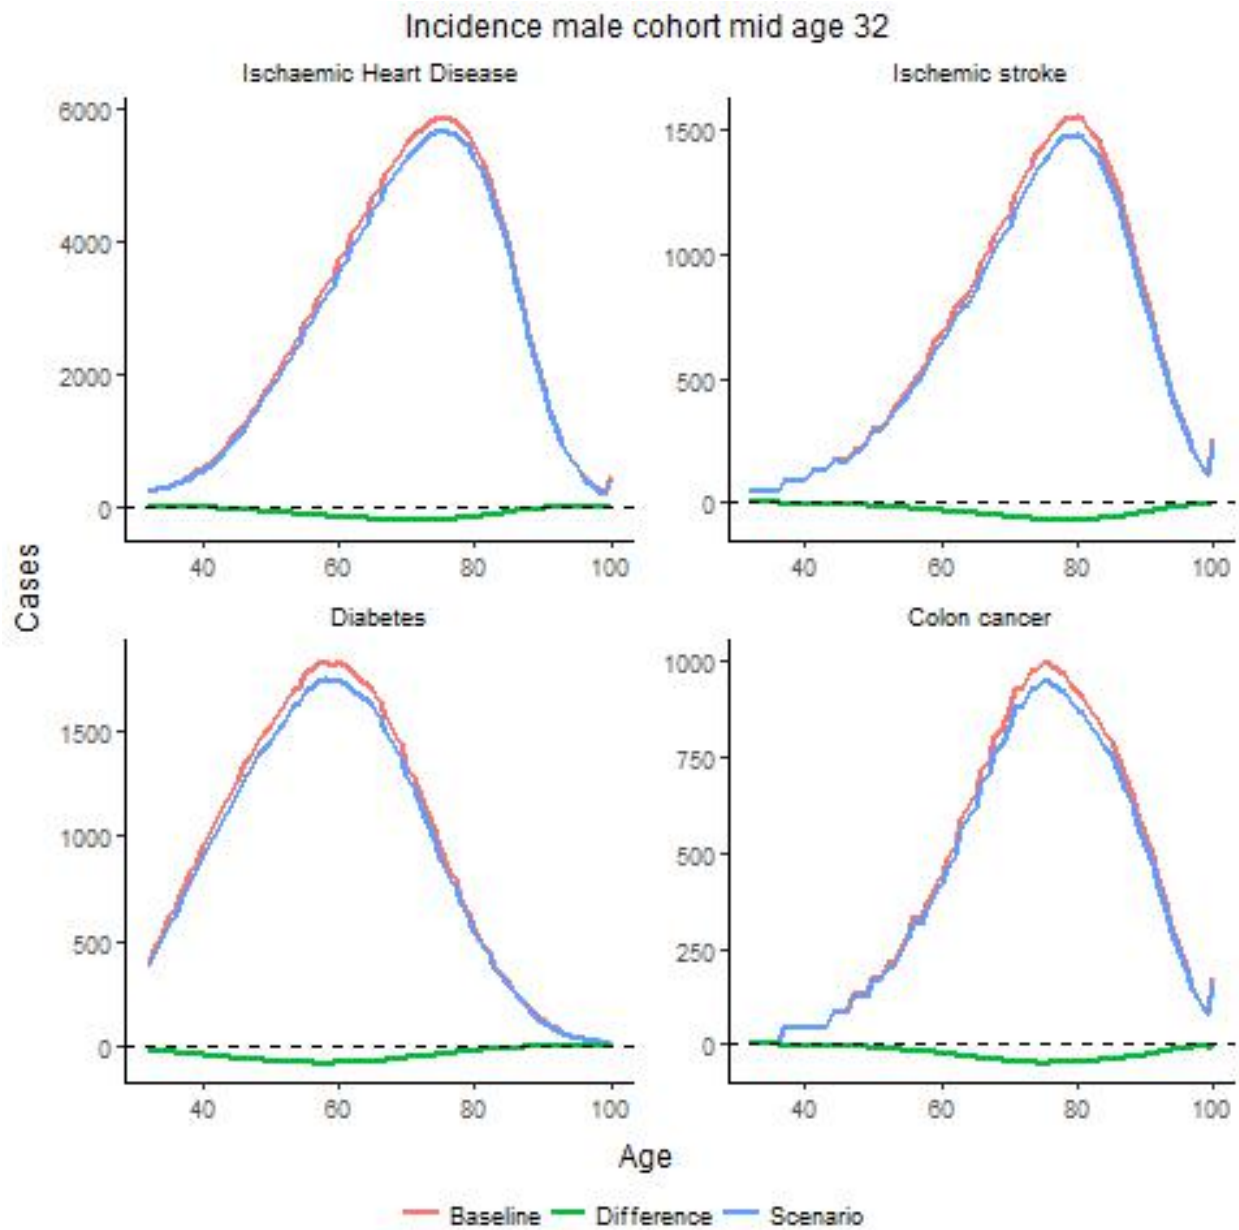 Incidence male cohort mid age 32
Ischaemic Heart Disease
6000
4000
2000
0
40 60 80 100
Ischemic stroke
1500
1000
500
0
40 60 80 100
Diabetes
1500
1000
500
0
40 60 80 100
Colon cancer
1000
750
500
250
0
40 60 80 100
Cases
Age
Baseline Difference Scenario